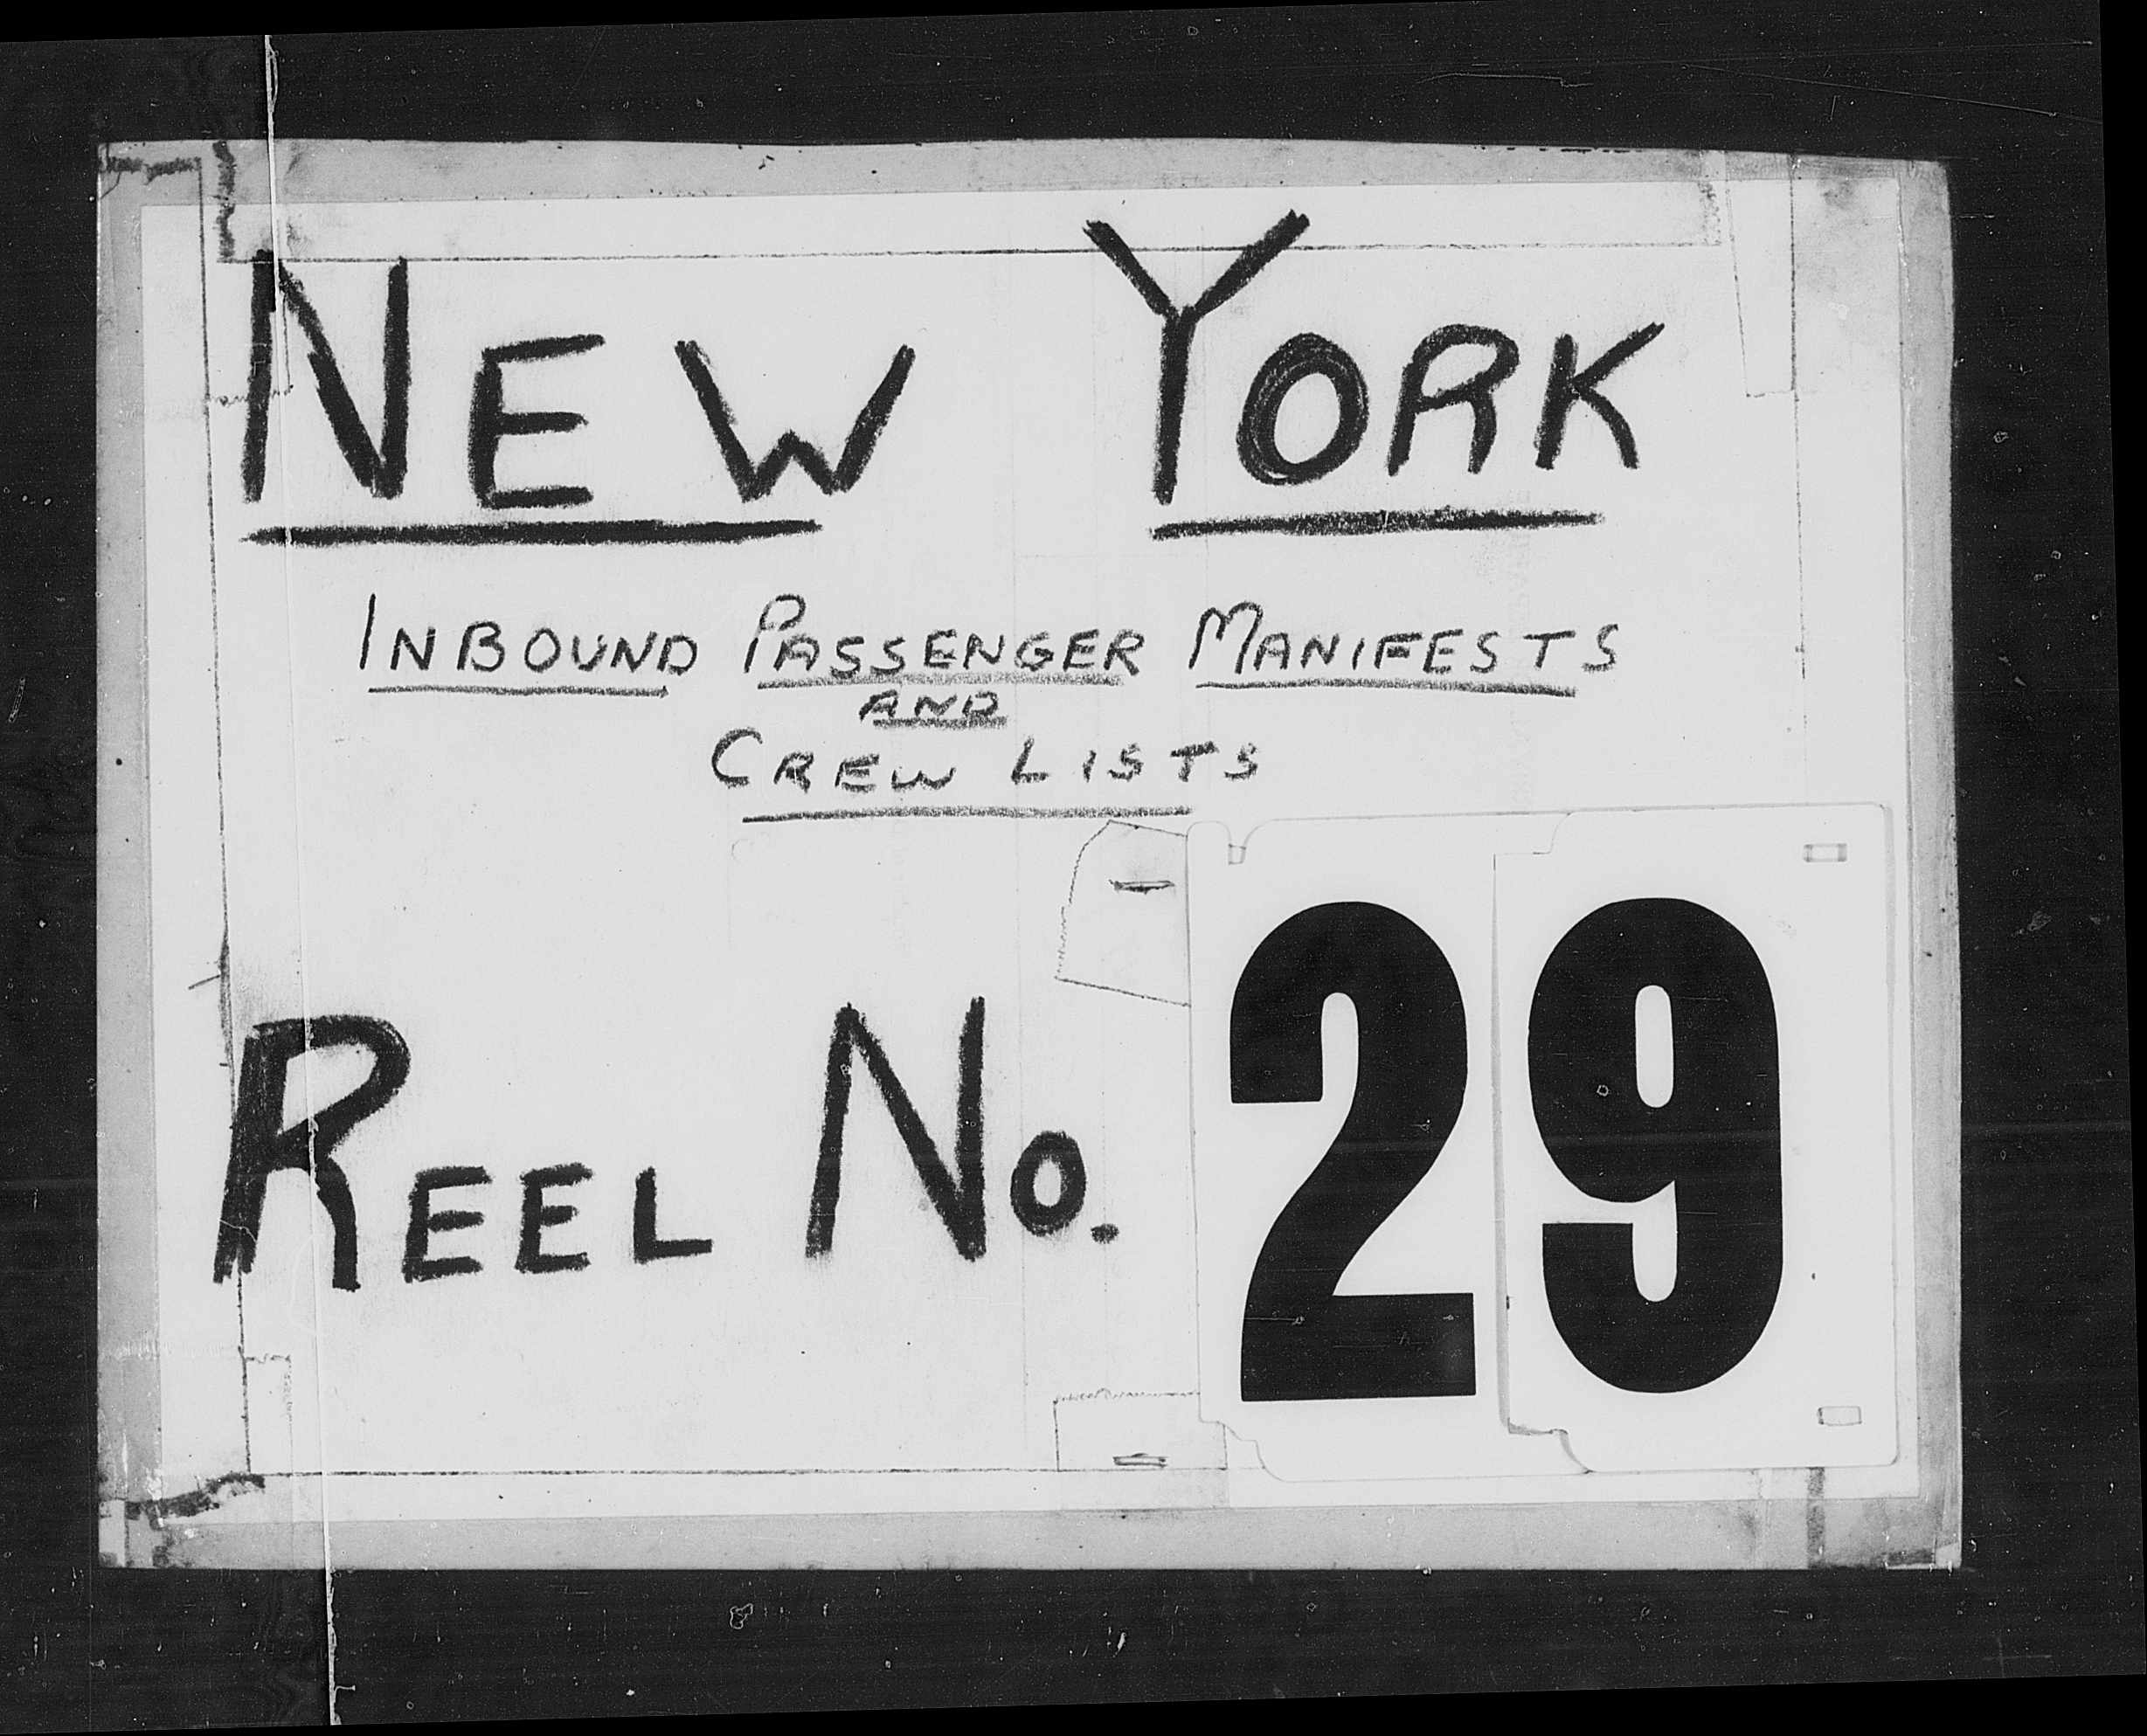 NEW YORK
INBOUND PASSENGER MANIFESTS
AND
CREW LISTS
REEL No. 29